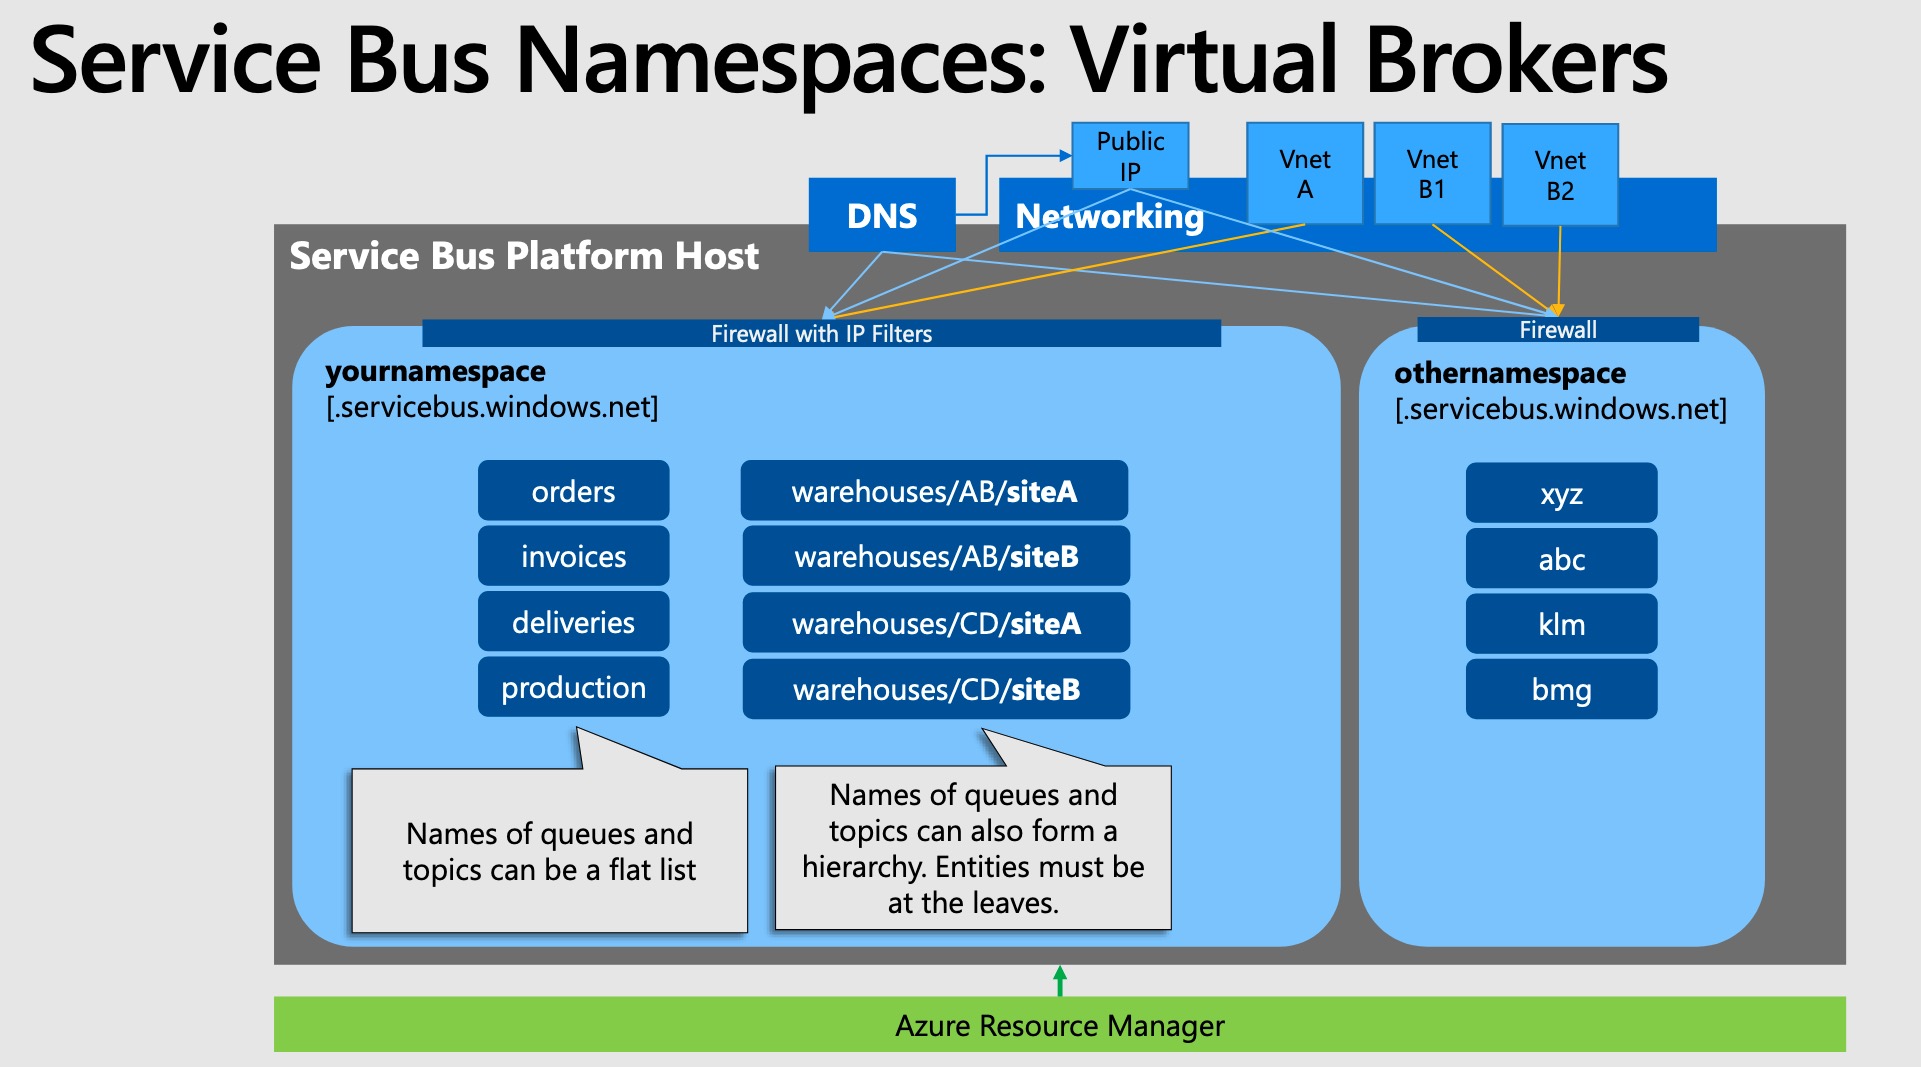 Service Bus Namespaces: Virtual Brokers
Public
IP
Vnet
A
Vnet
B1
Vnet
B2
DNS
Networking
Service Bus Platform Host
Firewall with IP Filters
Firewall
yournamespace
[.servicebus.windows.net]
othernamespace
[.servicebus.windows.net]
orders
invoices
deliveries
production
warehouses/AB/siteA
warehouses/AB/siteB
warehouses/CD/siteA
warehouses/CD/siteB
xyz
abc
klm
bmg
Names of queues and
topics can be a flat list
Names of queues and
topics can also form a
hierarchy. Entities must be
at the leaves.
Azure Resource Manager